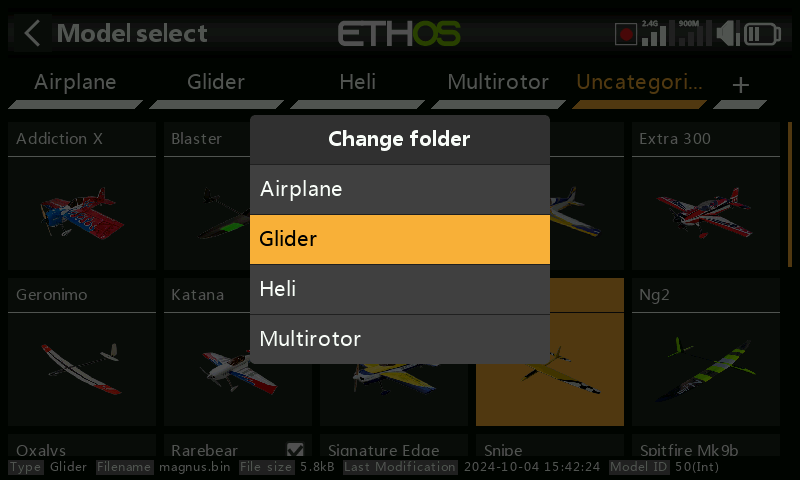 Model select
ETHOS
2.4G
900M
Airplane
Glider
Heli
Multirotor
Uncategori...
+
Addiction X
Blaster
Extra 300
Change folder
Airplane
Glider
Heli
Multirotor
Geronimo
Katana
Ng2
Oxalys
Rarebear
Signature Edge
Snipe
Spitfire Mk9b
Type Glider Filename magnus.bin File size 5.8kB Last Modification 2024-10-04 15:42:24 Model ID 50(Int)